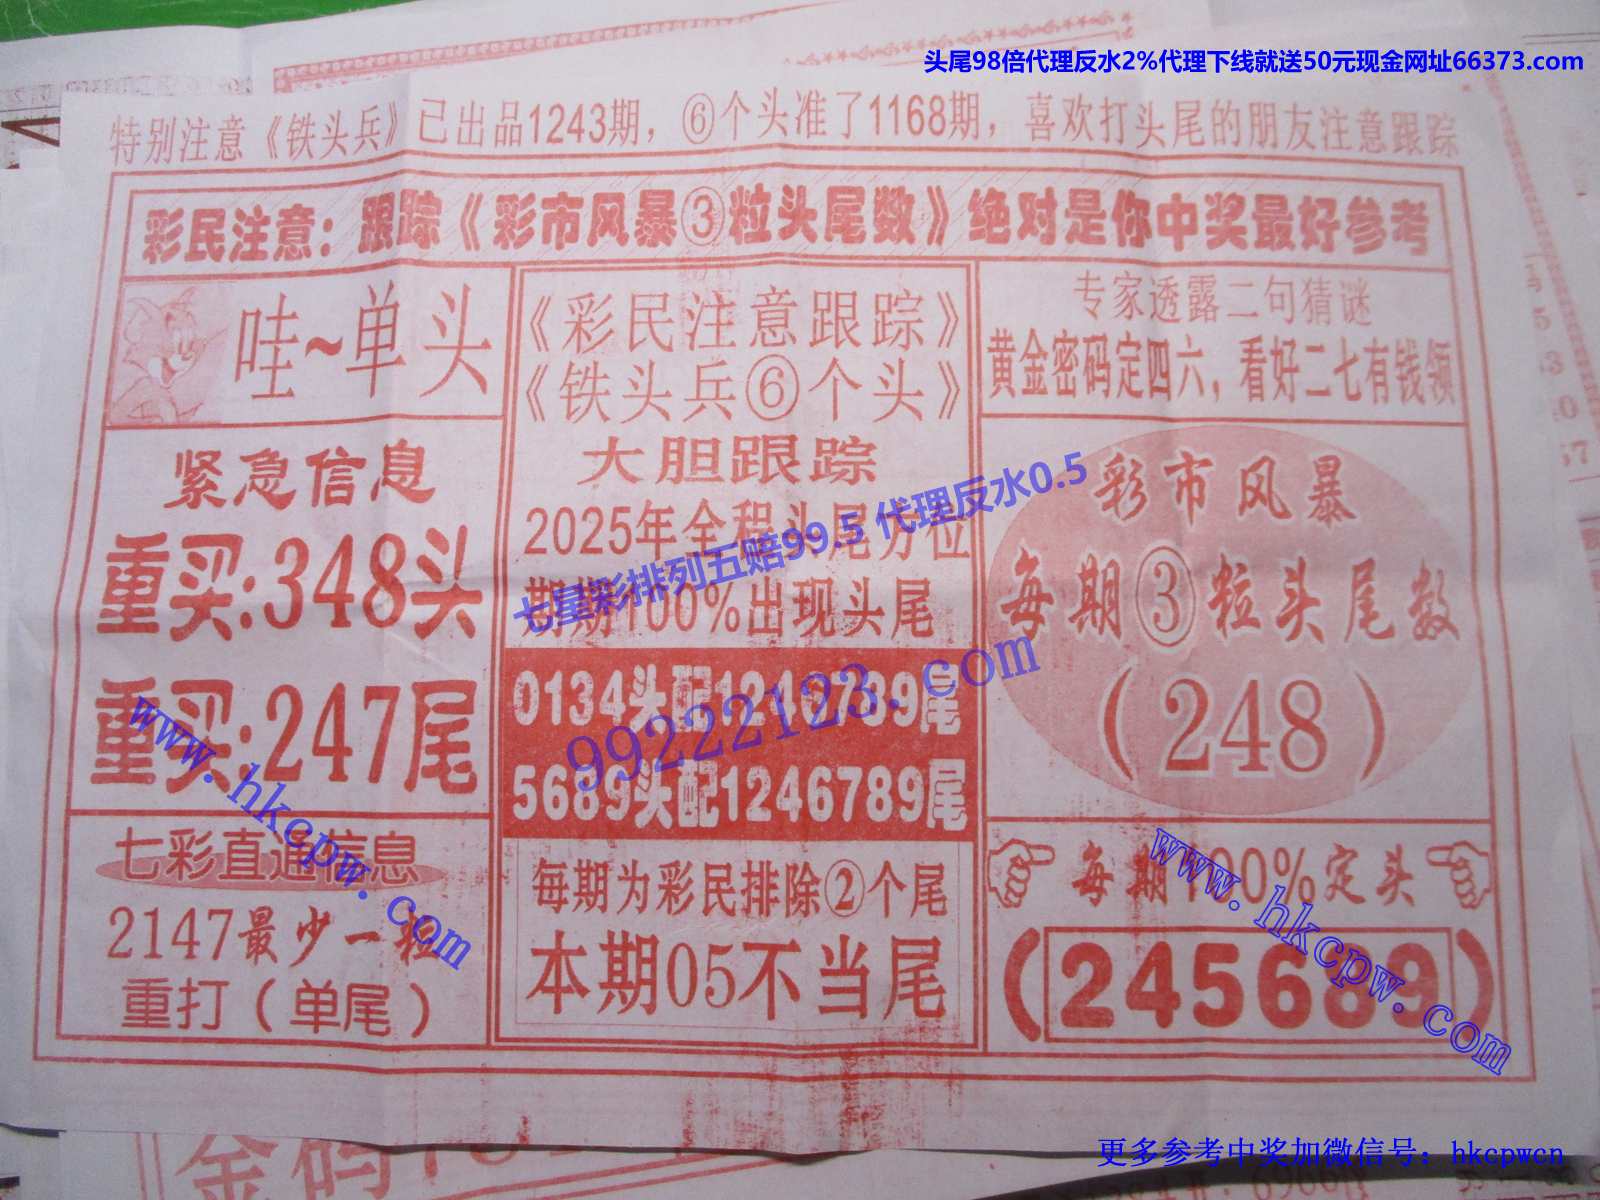 头尾98倍代理反水2%代理下线就送50元现金网址66373.com
特别注意《铁头兵》已出品1243期，⑥个头准了1168期，喜欢打头尾的朋友注意跟踪
彩民注意：跟踪《彩市风暴③粒头尾数》绝对是你中奖最好参考
哇~单头
紧急信息
重买:348头
重买:247尾
七彩直通信息
2147最少一粒
重打（单尾）
《彩民注意跟踪》
《铁头兵⑥个头》
大胆跟踪
2025年全程头尾方位
期期100%出现头尾
0134头配1246789尾
5689头配1246789尾
每期为彩民排除②个尾
本期05不当尾
专家透露二句猜谜
黄金密码定四六，看好二七有钱领
彩市风暴
每期③粒头尾数
（248）
每期100%定头
（245689）
七星彩排列五赔99.5 代理反水0.5
99222123.com
www.hkcpw.com
www.hkcpw.com
更多参考中奖加微信号：hkcpwcn